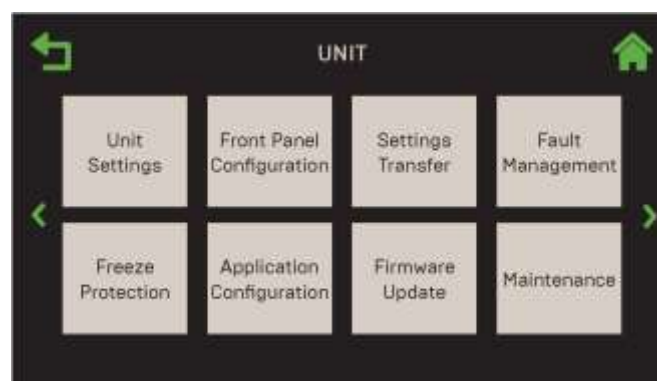 UNIT
Unit
Settings
Front Panel
Configuration
Settings
Transfer
Fault
Management
Freeze
Protection
Application
Configuration
Firmware
Update
Maintenance